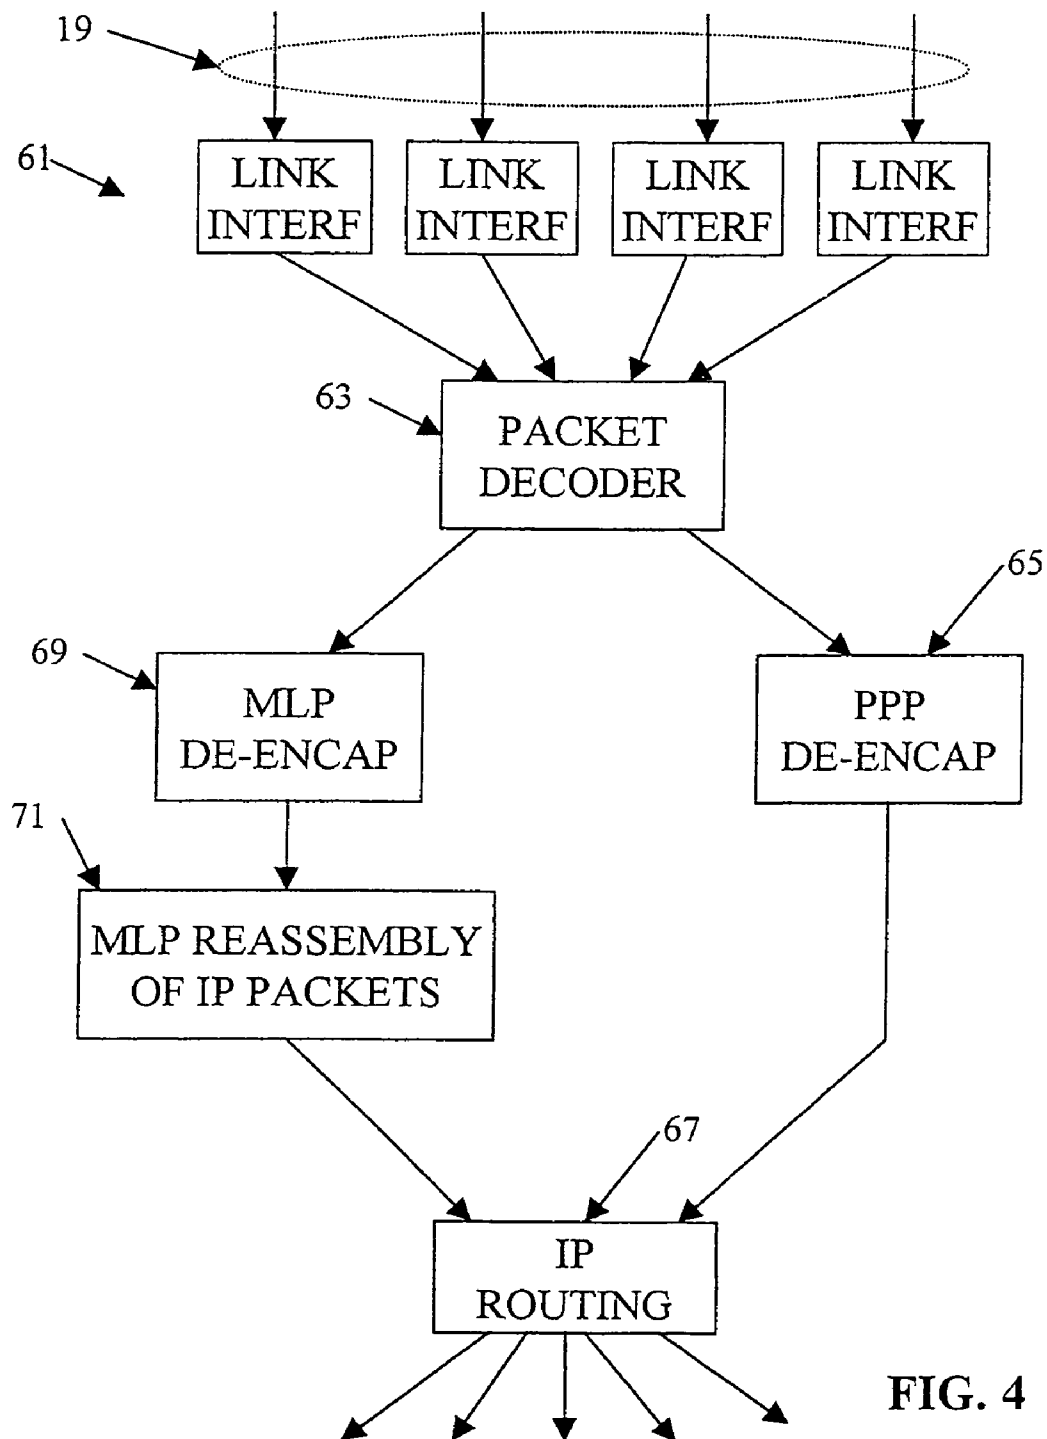 19
61
LINK
INTERF
LINK
INTERF
LINK
INTERF
LINK
INTERF
63
PACKET
DECODER
65
69
MLP
DE-ENCAP
PPP
DE-ENCAP
71
MLP REASSEMBLY
OF IP PACKETS
67
IP
ROUTING
FIG. 4